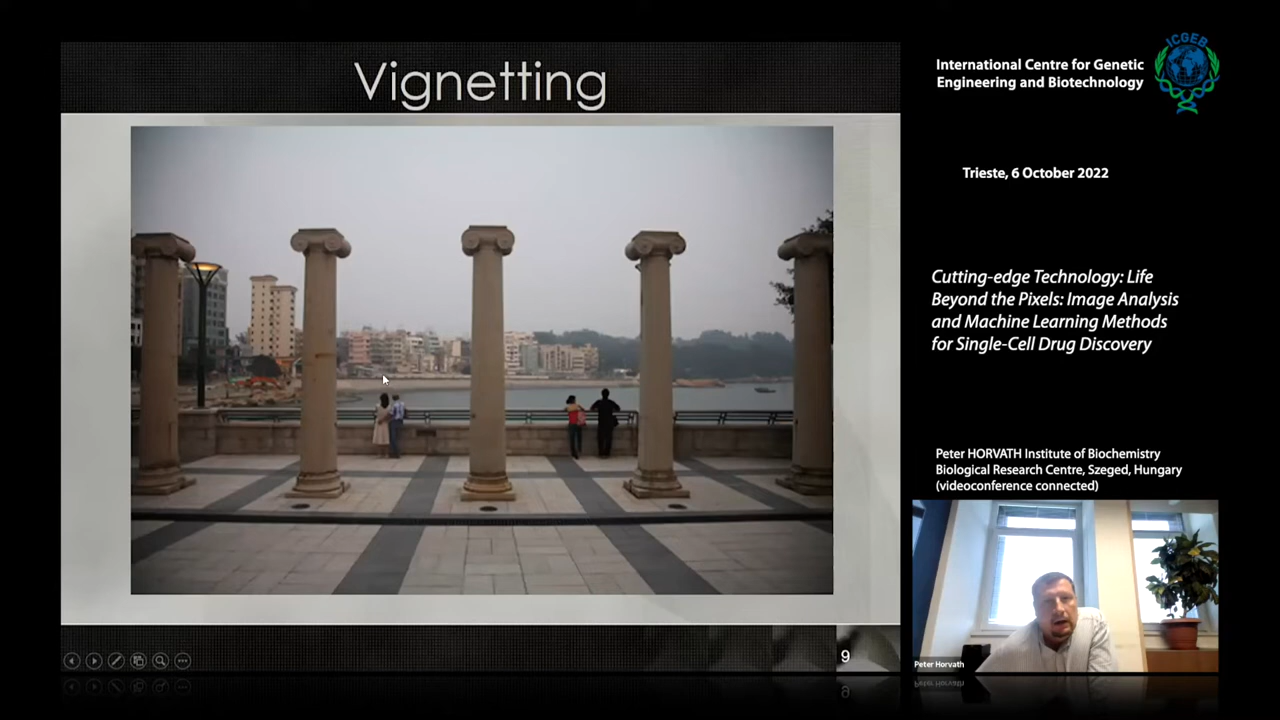 Vignetting
9
ICGEB
International Centre for Genetic
Engineering and Biotechnology
Trieste, 6 October 2022
Cutting-edge Technology: Life
Beyond the Pixels: Image Analysis
and Machine Learning Methods
for Single-Cell Drug Discovery
Peter HORVATH Institute of Biochemistry
Biological Research Centre, Szeged, Hungary
(videoconference connected)
Peter Horvath